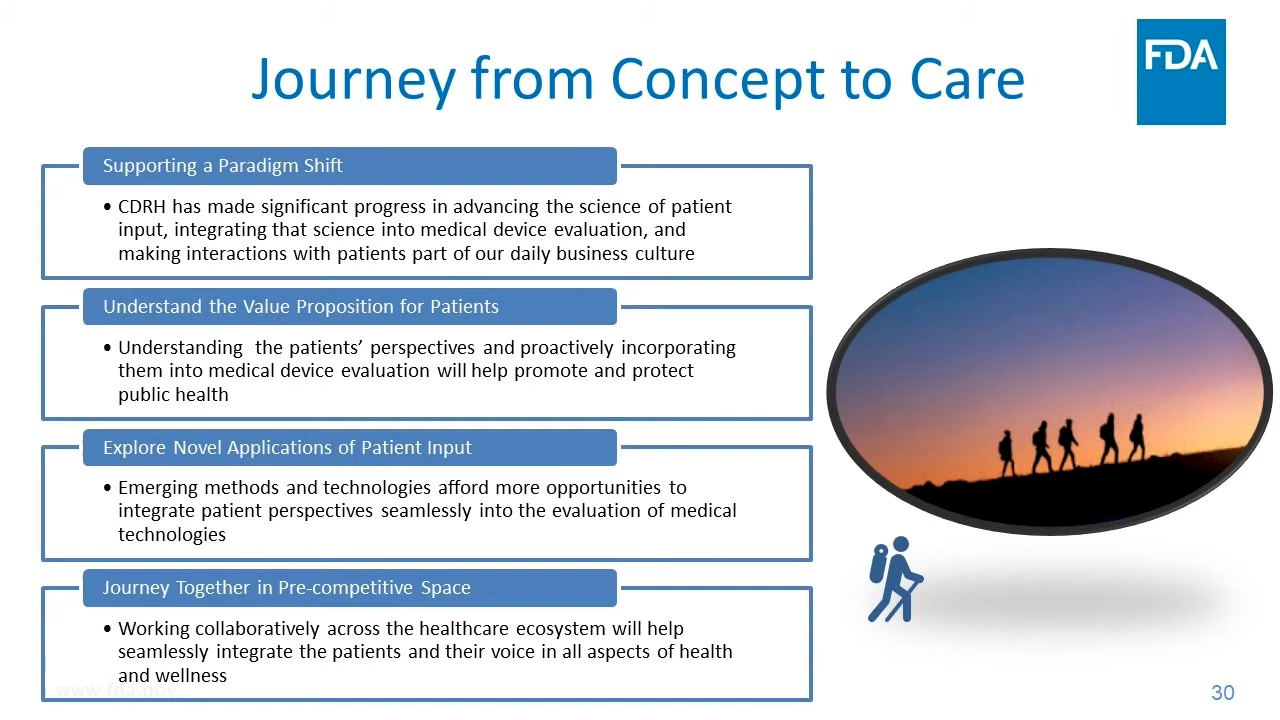 Journey from Concept to Care
FDA
Supporting a Paradigm Shift
• CDRH has made significant progress in advancing the science of patient
input, integrating that science into medical device evaluation, and
making interactions with patients part of our daily business culture
Understand the Value Proposition for Patients
• Understanding the patients’ perspectives and proactively incorporating
them into medical device evaluation will help promote and protect
public health
Explore Novel Applications of Patient Input
• Emerging methods and technologies afford more opportunities to
integrate patient perspectives seamlessly into the evaluation of medical
technologies
Journey Together in Pre-competitive Space
• Working collaboratively across the healthcare ecosystem will help
seamlessly integrate the patients and their voice in all aspects of health
and wellness
www.fda.gov
30